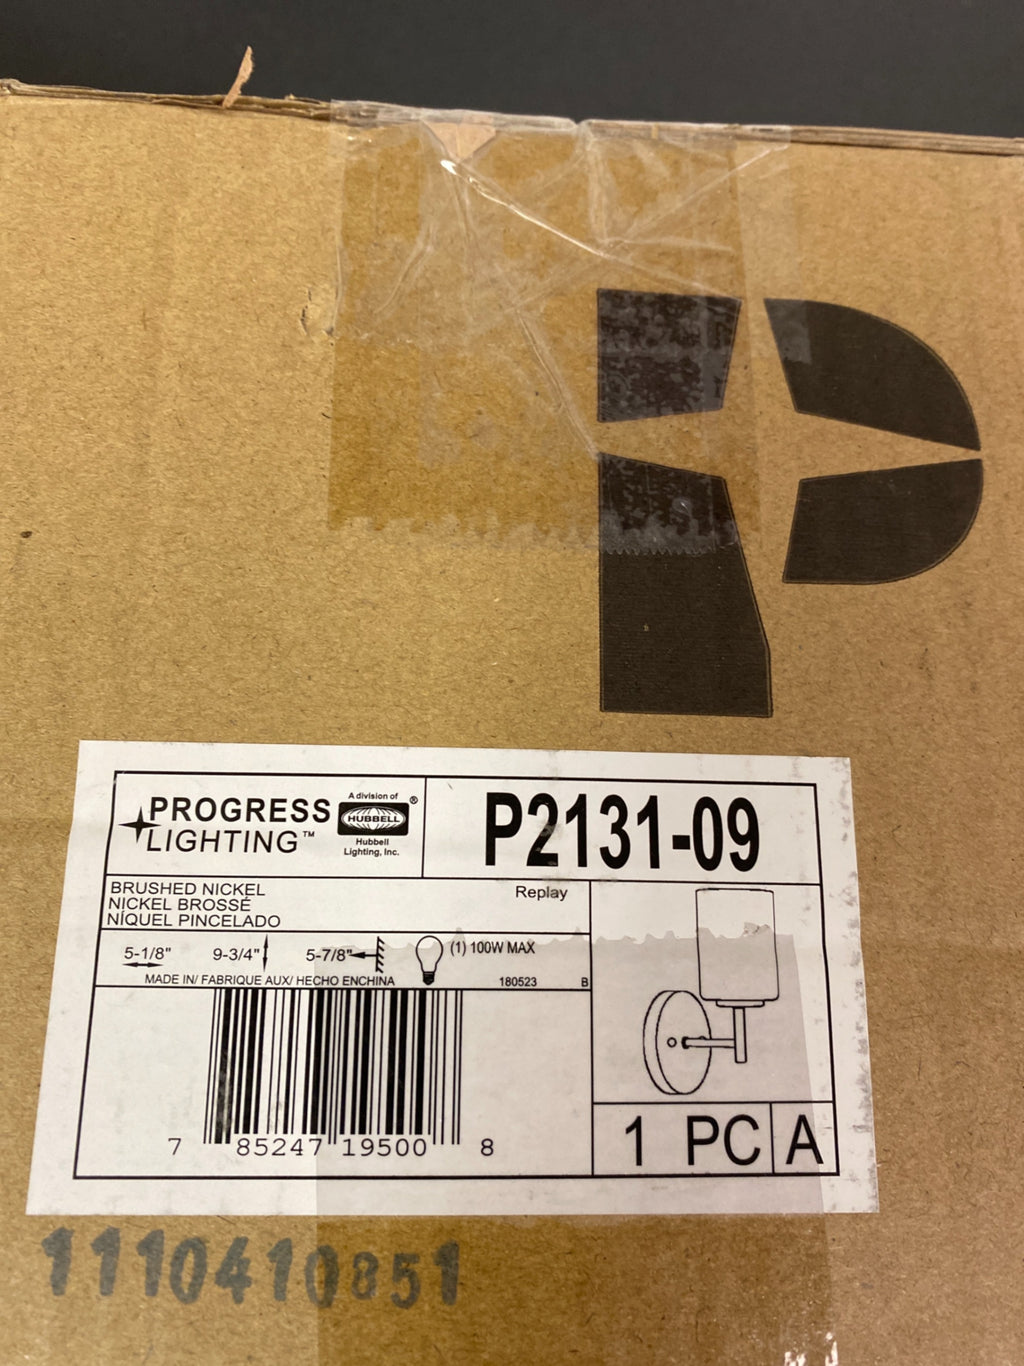 P
PROGRESS
LIGHTING™
A division of
HUBBELL®
Hubbell
Lighting, Inc.
P2131-09
BRUSHED NICKEL
NICKEL BROSSÉ
NÍQUEL PINCELADO
Replay
5-1/8" 9-3/4" 5-7/8" (1) 100W MAX
MADE IN/ FABRIQUE AUX/ HECHO ENCHINA 180523 B
7 85247 19500 8
1 PC A
1110410851